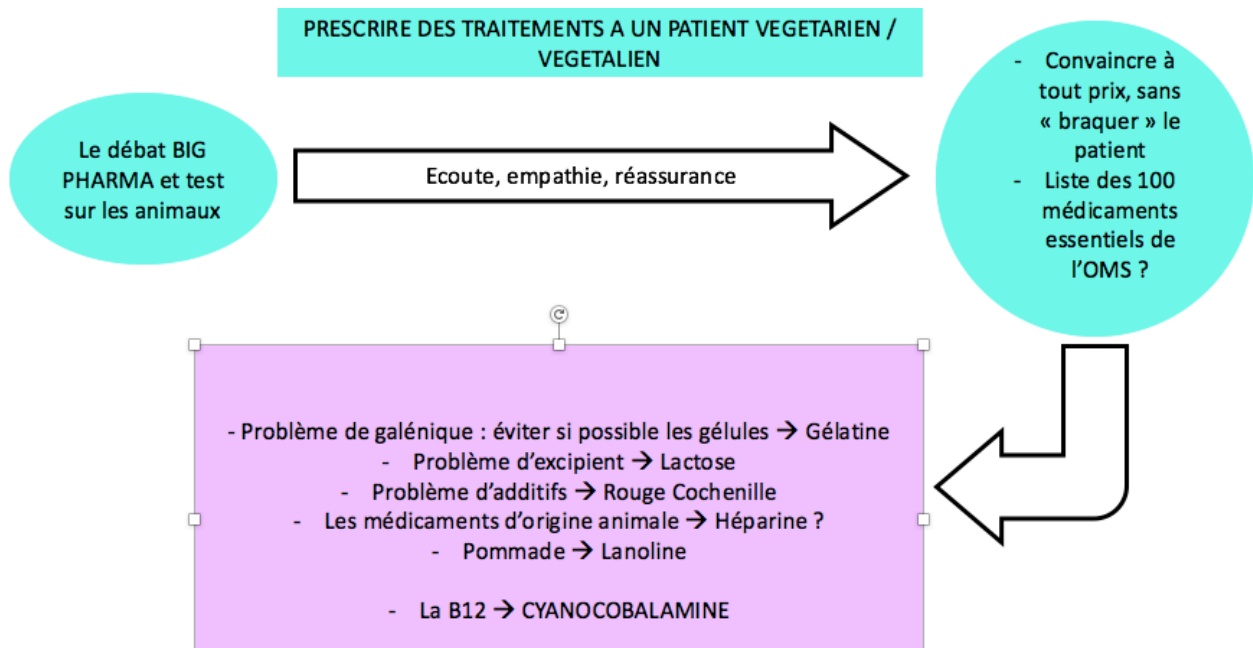 PRESCRIRE DES TRAITEMENTS A UN PATIENT VEGETARIEN /
VEGETALIEN
Le débat BIG
PHARMA et test
sur les animaux
Ecoute, empathie, réassurance
- Convaincre à
tout prix, sans
« braquer » le
patient
- Liste des 100
médicaments
essentiels de
l'OMS ?
- Problème de galénique : éviter si possible les gélules → Gélatine
- Problème d'excipient → Lactose
- Problème d'additifs → Rouge Cochenille
- Les médicaments d'origine animale → Héparine ?
- Pommade → Lanoline
- La B12 → CYANOCOBALAMINE